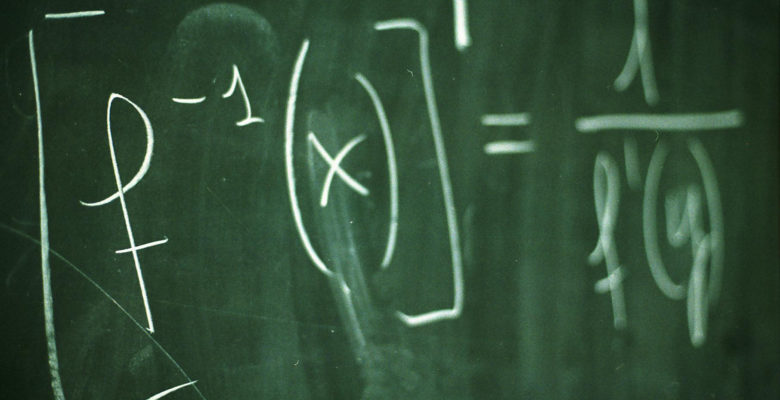 [f⁻¹(x)]' = 1/f'(y)